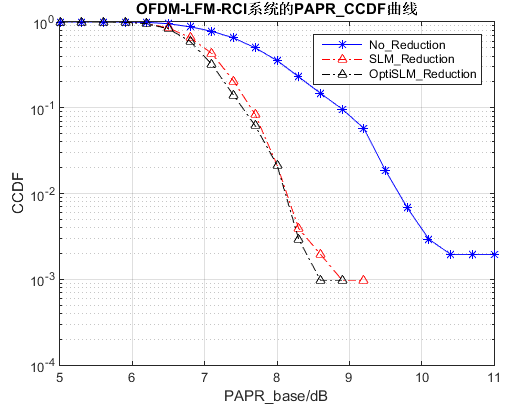 OFDM-LFM-RCI系统的PAPR_CCDF曲线
No_Reduction
SLM_Reduction
OptiSLM_Reduction
CCDF
10^0
10^-1
10^-2
10^-3
10^-4
5 6 7 8 9 10 11
PAPR_base/dB